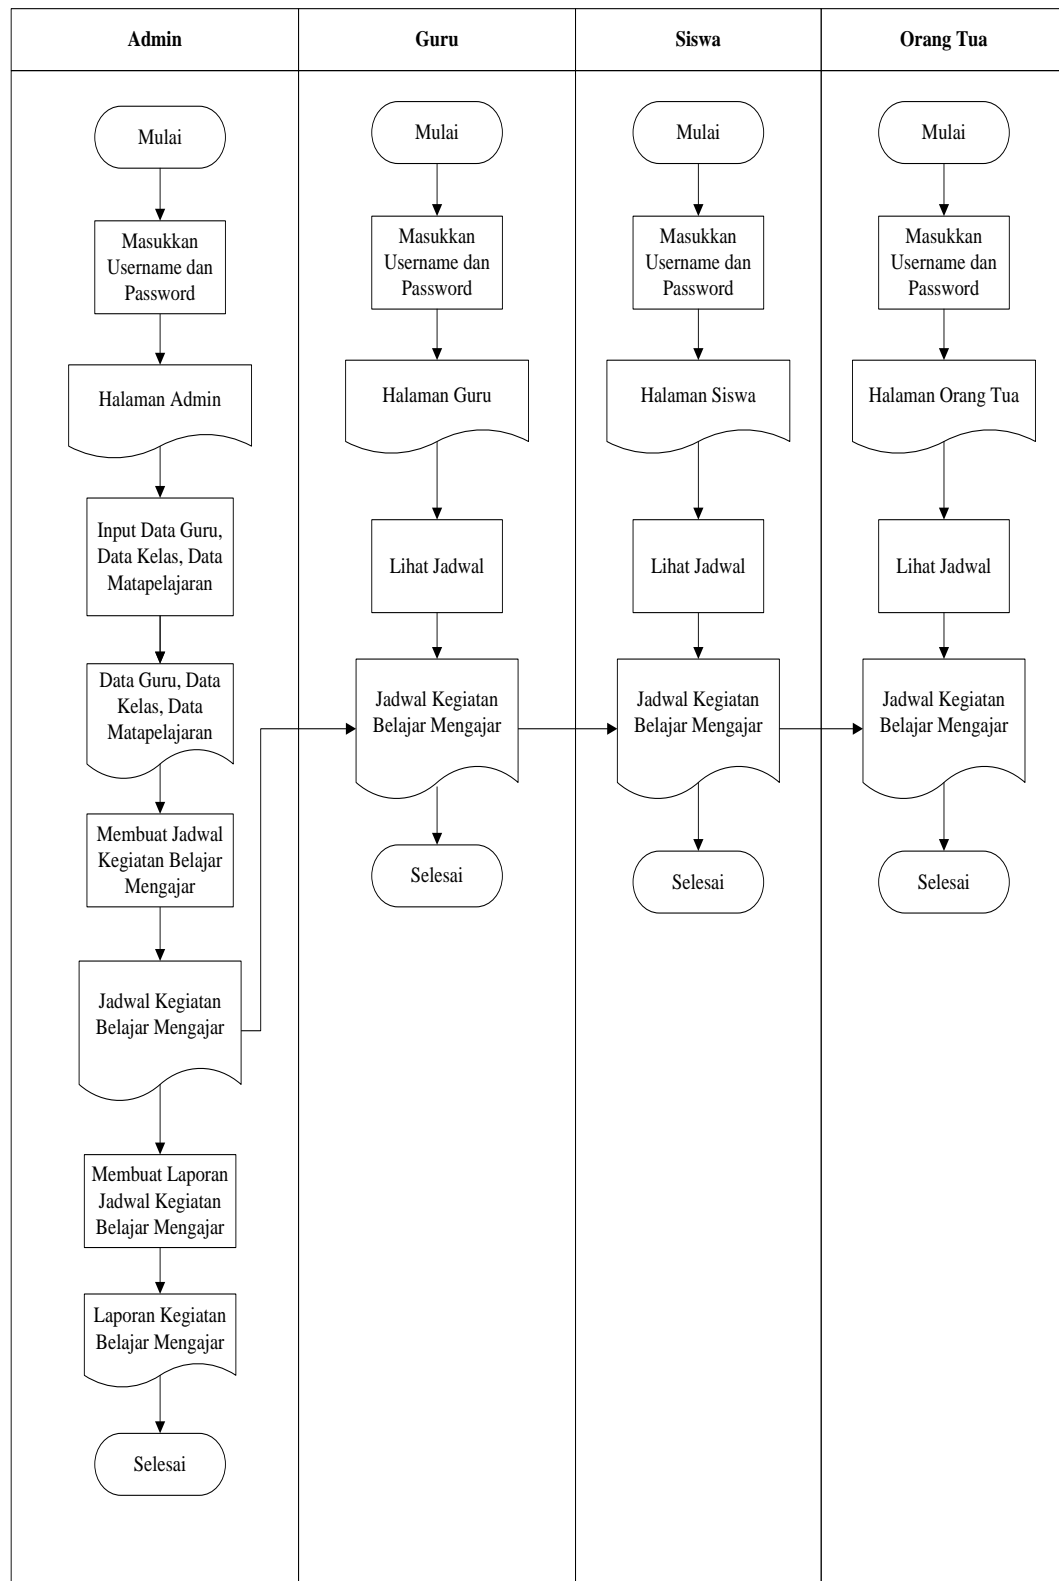 Admin
Guru
Siswa
Orang Tua
Mulai
Masukkan
Username dan
Password
Halaman Admin
Input Data Guru,
Data Kelas, Data
Matapelajaran
Data Guru, Data
Kelas, Data
Matapelajaran
Membuat Jadwal
Kegiatan Belajar
Mengajar
Jadwal Kegiatan
Belajar Mengajar
Membuat Laporan
Jadwal Kegiatan
Belajar Mengajar
Laporan Kegiatan
Belajar Mengajar
Selesai
Mulai
Masukkan
Username dan
Password
Halaman Guru
Lihat Jadwal
Jadwal Kegiatan
Belajar Mengajar
Selesai
Mulai
Masukkan
Username dan
Password
Halaman Siswa
Lihat Jadwal
Jadwal Kegiatan
Belajar Mengajar
Selesai
Mulai
Masukkan
Username dan
Password
Halaman Orang Tua
Lihat Jadwal
Jadwal Kegiatan
Belajar Mengajar
Selesai